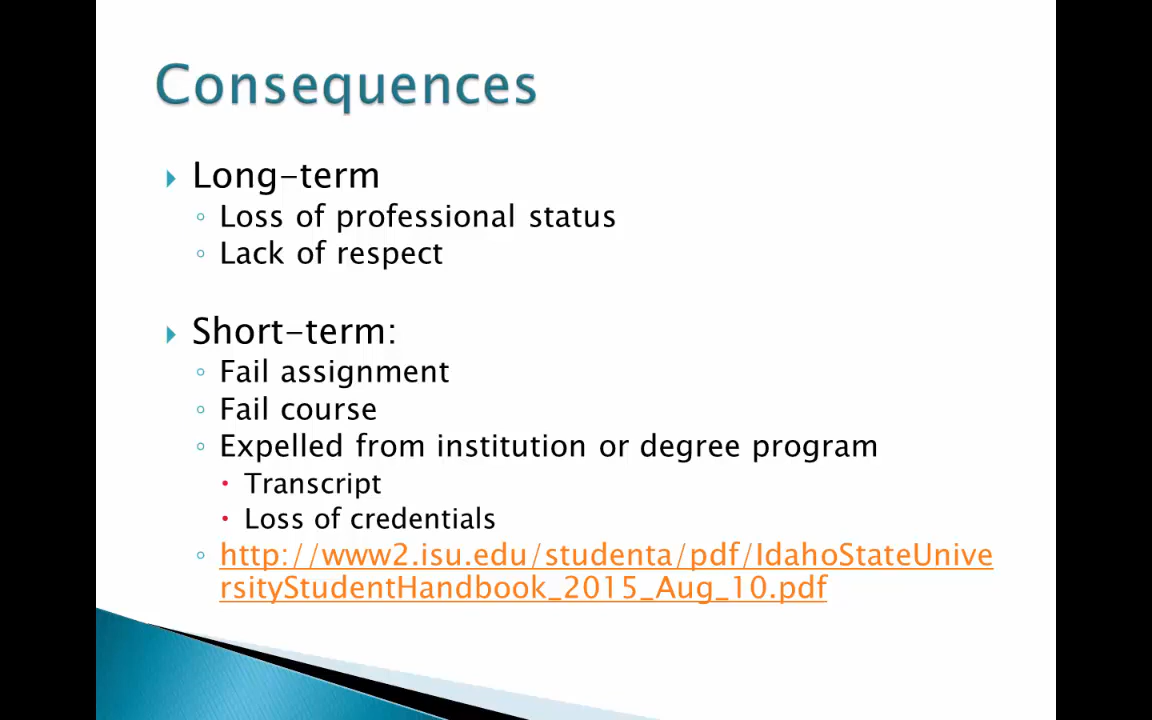 Consequences
Long-term
Loss of professional status
Lack of respect
Short-term:
Fail assignment
Fail course
Expelled from institution or degree program
Transcript
Loss of credentials
http://www2.isu.edu/studenta/pdf/IdahoStateUnive
rsityStudentHandbook_2015_Aug_10.pdf